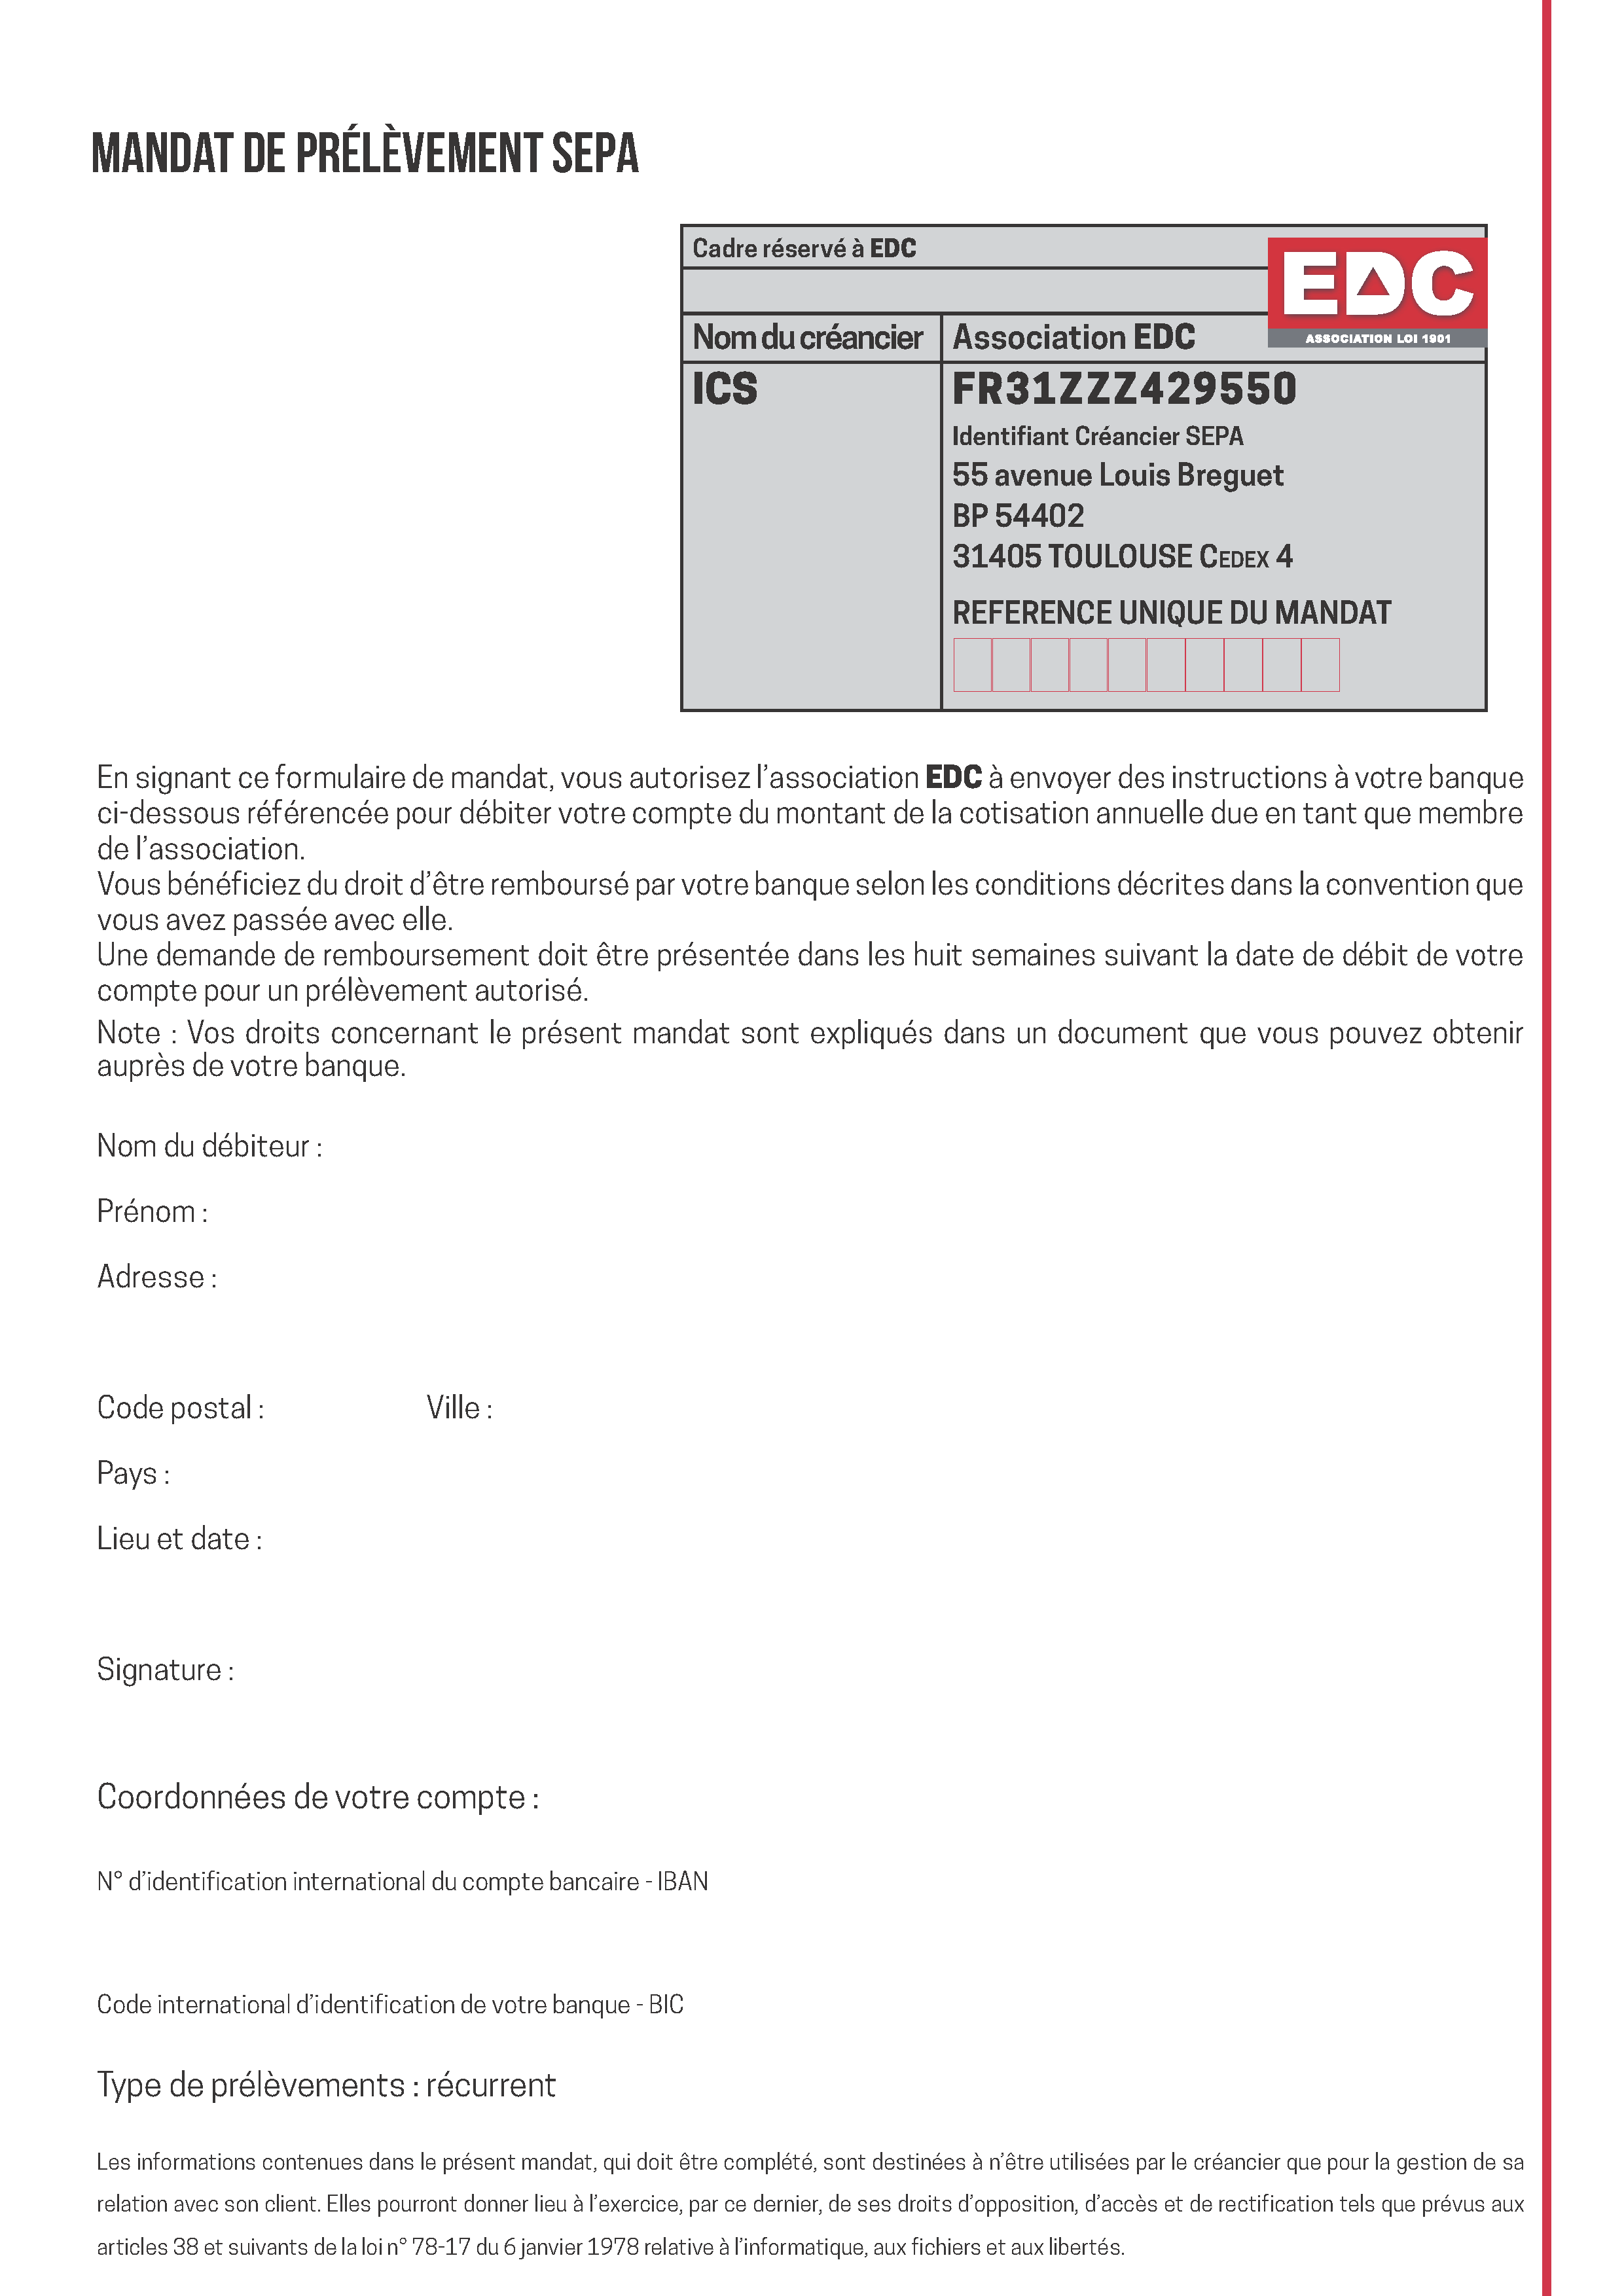 MANDAT DE PRÉLÈVEMENT SEPA
Cadre réservé à EDC
EDC
ASSOCIATION LOI 1901
Nom du créancier
Association EDC
ICS
FR31ZZZ429550
Identifiant Créancier SEPA
55 avenue Louis Breguet
BP 54402
31405 TOULOUSE CEDEX 4
REFERENCE UNIQUE DU MANDAT
En signant ce formulaire de mandat, vous autorisez l’association EDC à envoyer des instructions à votre banque
ci-dessous référencée pour débiter votre compte du montant de la cotisation annuelle due en tant que membre
de l’association.
Vous bénéficiez du droit d’être remboursé par votre banque selon les conditions décrites dans la convention que
vous avez passée avec elle.
Une demande de remboursement doit être présentée dans les huit semaines suivant la date de débit de votre
compte pour un prélèvement autorisé.
Note : Vos droits concernant le présent mandat sont expliqués dans un document que vous pouvez obtenir
auprès de votre banque.
Nom du débiteur :
Prénom :
Adresse :
Code postal : Ville :
Pays :
Lieu et date :
Signature :
Coordonnées de votre compte :
N° d’identification international du compte bancaire - IBAN
Code international d’identification de votre banque - BIC
Type de prélèvements : récurrent
Les informations contenues dans le présent mandat, qui doit être complété, sont destinées à n’être utilisées par le créancier que pour la gestion de sa
relation avec son client. Elles pourront donner lieu à l’exercice, par ce dernier, de ses droits d’opposition, d’accès et de rectification tels que prévus aux
articles 38 et suivants de la loi n° 78-17 du 6 janvier 1978 relative à l’informatique, aux fichiers et aux libertés.